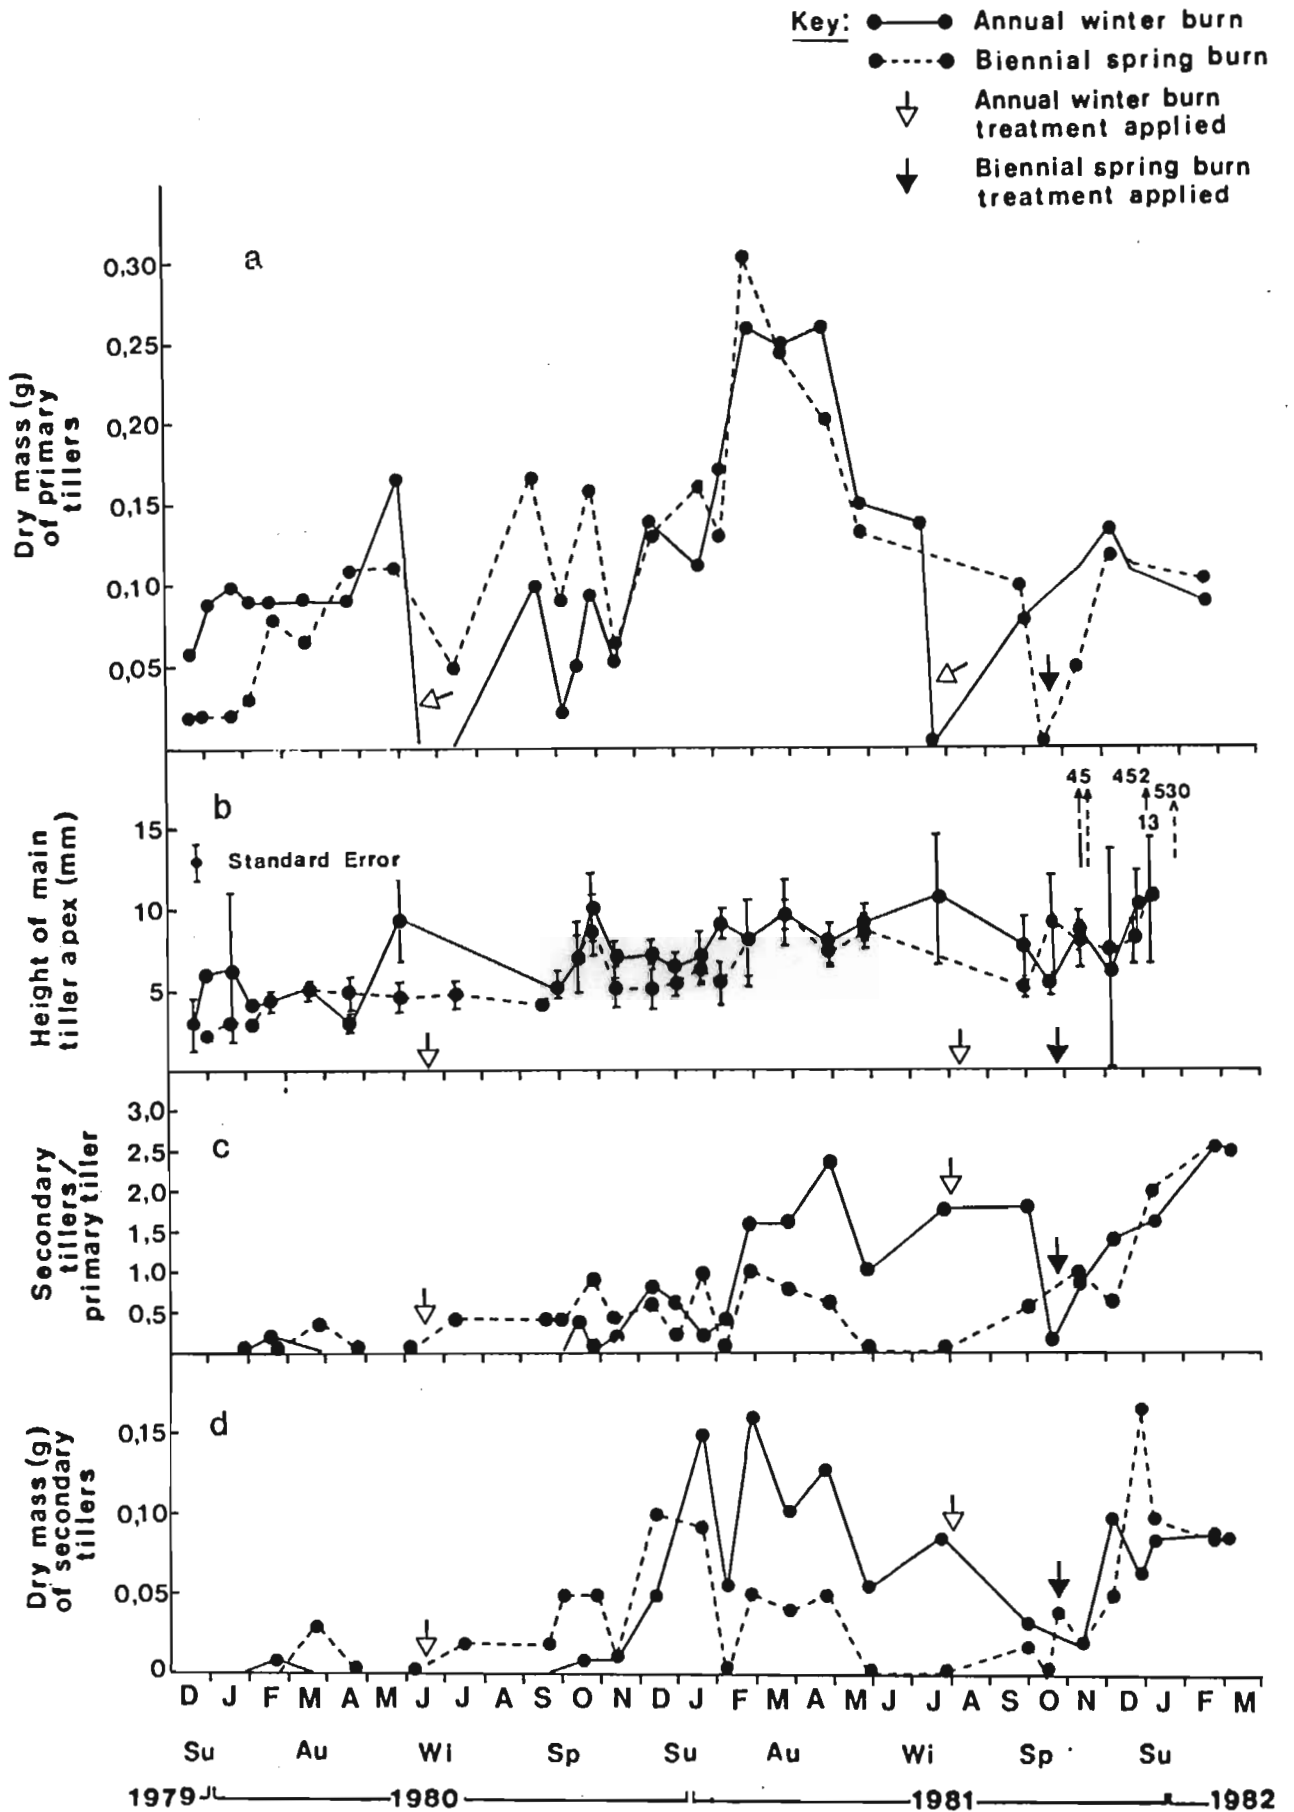 Key: Annual winter burn
Biennial spring burn
Annual winter burn
treatment applied
Biennial spring burn
treatment applied
a
Dry mass (g)
of primary
tillers
0,30
0,25
0,20
0,15
0,10
0,05
b
Standard Error
Height of main
tiller apex (mm)
15
10
5
45
452
530
13
c
Secondary
tillers/
primary tiller
3,0
2,5
2,0
1,5
1,0
0,5
d
Dry mass (g)
of secondary
tillers
0,15
0,10
0,05
0
D J F M A M J J A S O N D J F M A M J J A S O N D J F M
Su Au Wi Sp Su Au Wi Sp Su
1979 1980 1981 1982